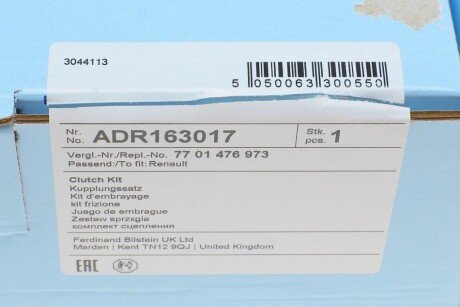 3044113
5 050063 300550
Nr.
No. ADR163017
Stk.
pcs. 1
Vergl.-Nr./Repl.-No. 77 01 476 973
Passend:/To fit: Renault
Clutch Kit
Kupplungssatz
Kit d'embrayage
kit frizione
Juego de embrague
Zestaw sprzęgła
комплект сцепления
Ferdinand Bilstein UK Ltd
Marden | Kent TN12 9QJ | United Kingdom
EAC